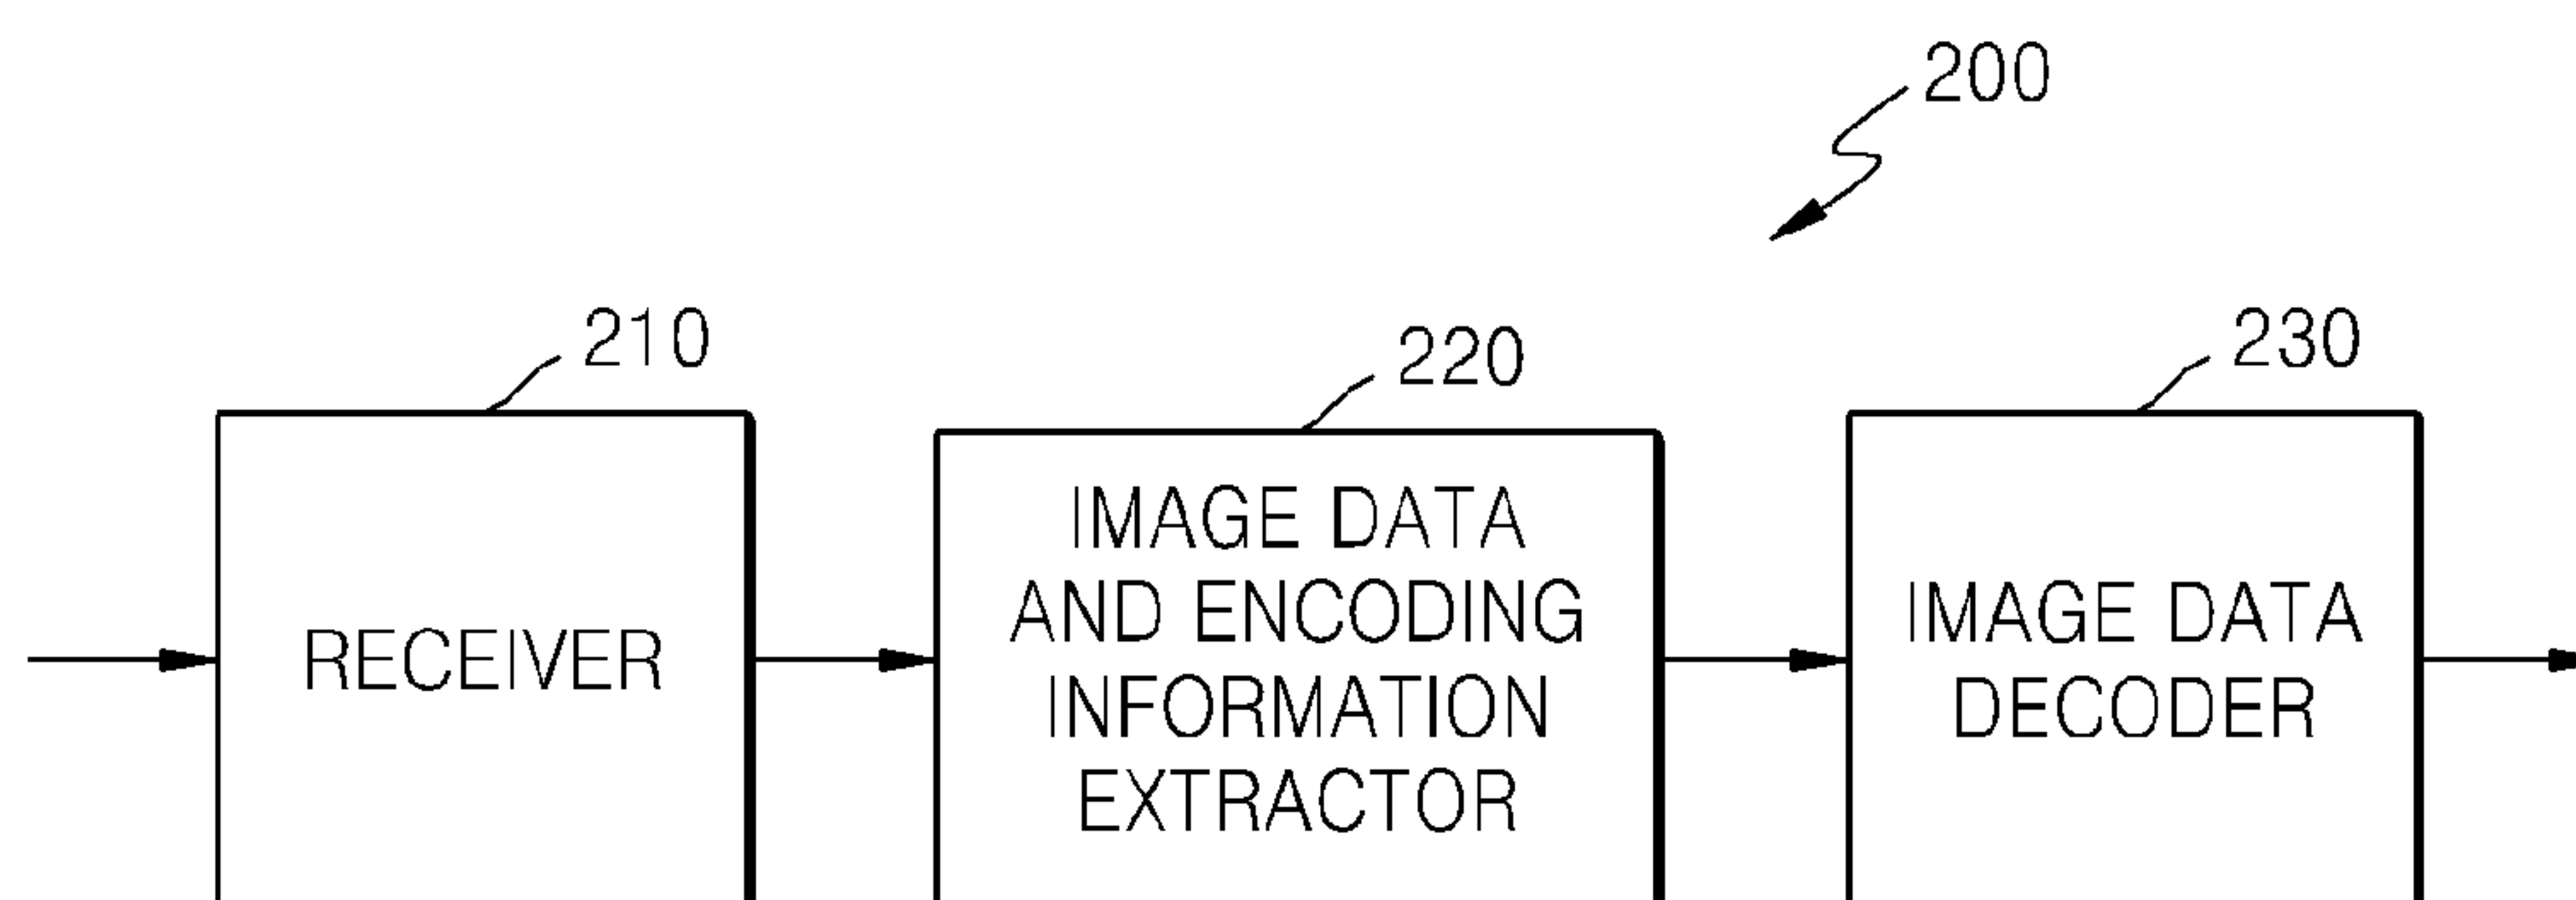 200
210
220
230
RECEIVER
IMAGE DATA
AND ENCODING
INFORMATION
EXTRACTOR
IMAGE DATA
DECODER